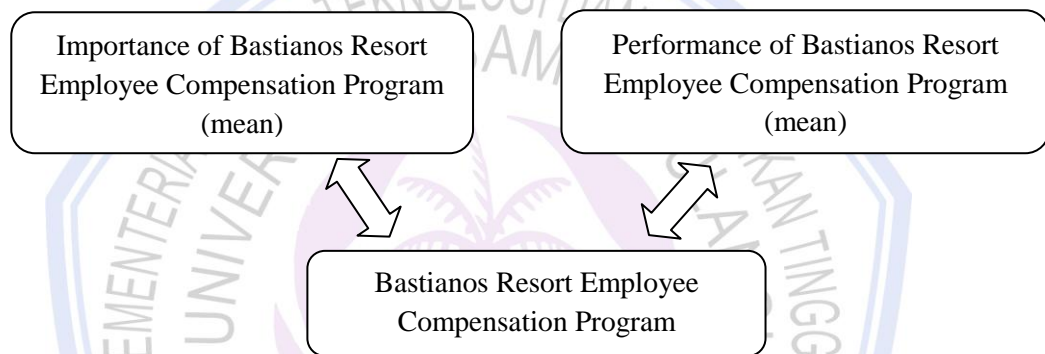 Importance of Bastianos Resort
Employee Compensation Program
(mean)
Performance of Bastianos Resort
Employee Compensation Program
(mean)
Bastianos Resort Employee
Compensation Program